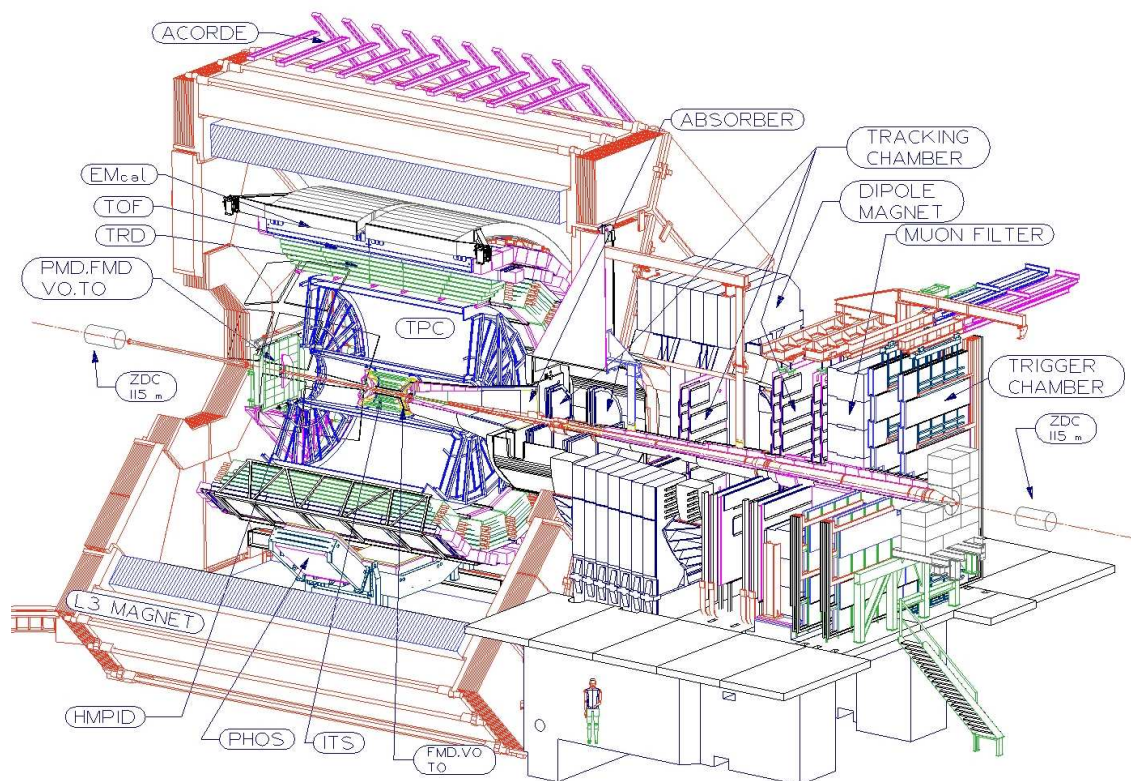 ACORDE
ABSORBER
TRACKING
CHAMBER
EMcal
DIPOLE
MAGNET
TOF
MUON FILTER
TRD
PMD.FMD
VO.TO
TPC
ZDC
115 m
TRIGGER
CHAMBER
ZDC
115 m
L3 MAGNET
HMPID
PHOS
ITS
FMD.VO
TO